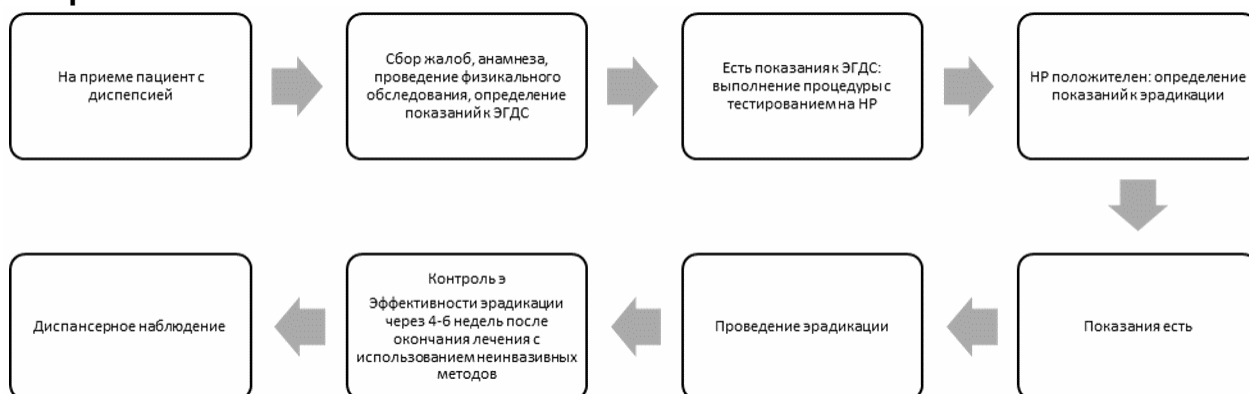 На приеме пациент с
диспепсией
Сбор жалоб, анамнеза,
проведение физикального
обследования, определение
показаний к ЭГДС
Есть показания к ЭГДС:
выполнение процедуры с
тестированием на HP
HP положителен: определение
показаний к эрадикации
Показания есть
Проведение эрадикации
Контроль э
Эффективности эрадикации
через 4-6 недель после
окончания лечения с
использованием неинвазивных
методов
Диспансерное наблюдение